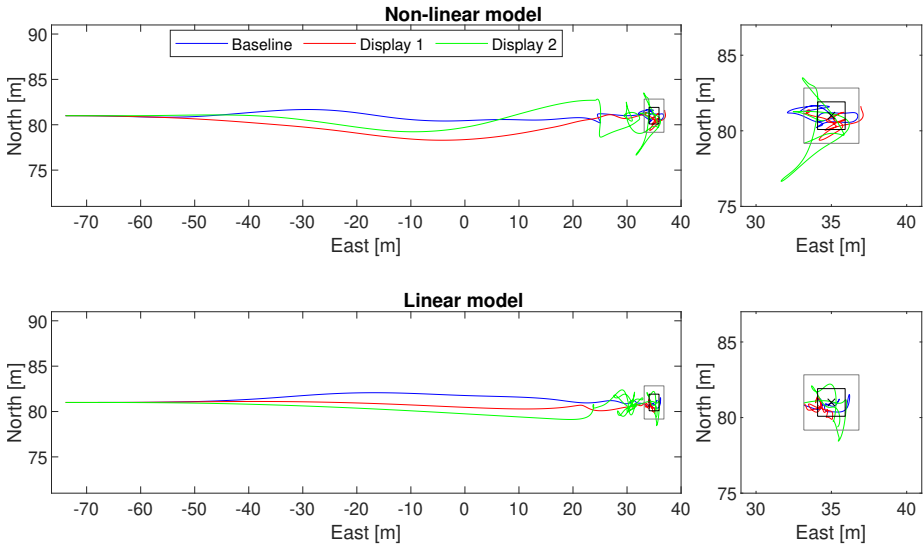 Non-linear model
Baseline Display 1 Display 2
North [m]
90
85
80
75
-70 -60 -50 -40 -30 -20 -10 0 10 20 30 40
East [m]
North [m]
85
80
75
30 35 40
East [m]
Linear model
North [m]
90
85
80
75
-70 -60 -50 -40 -30 -20 -10 0 10 20 30 40
East [m]
North [m]
85
80
75
30 35 40
East [m]